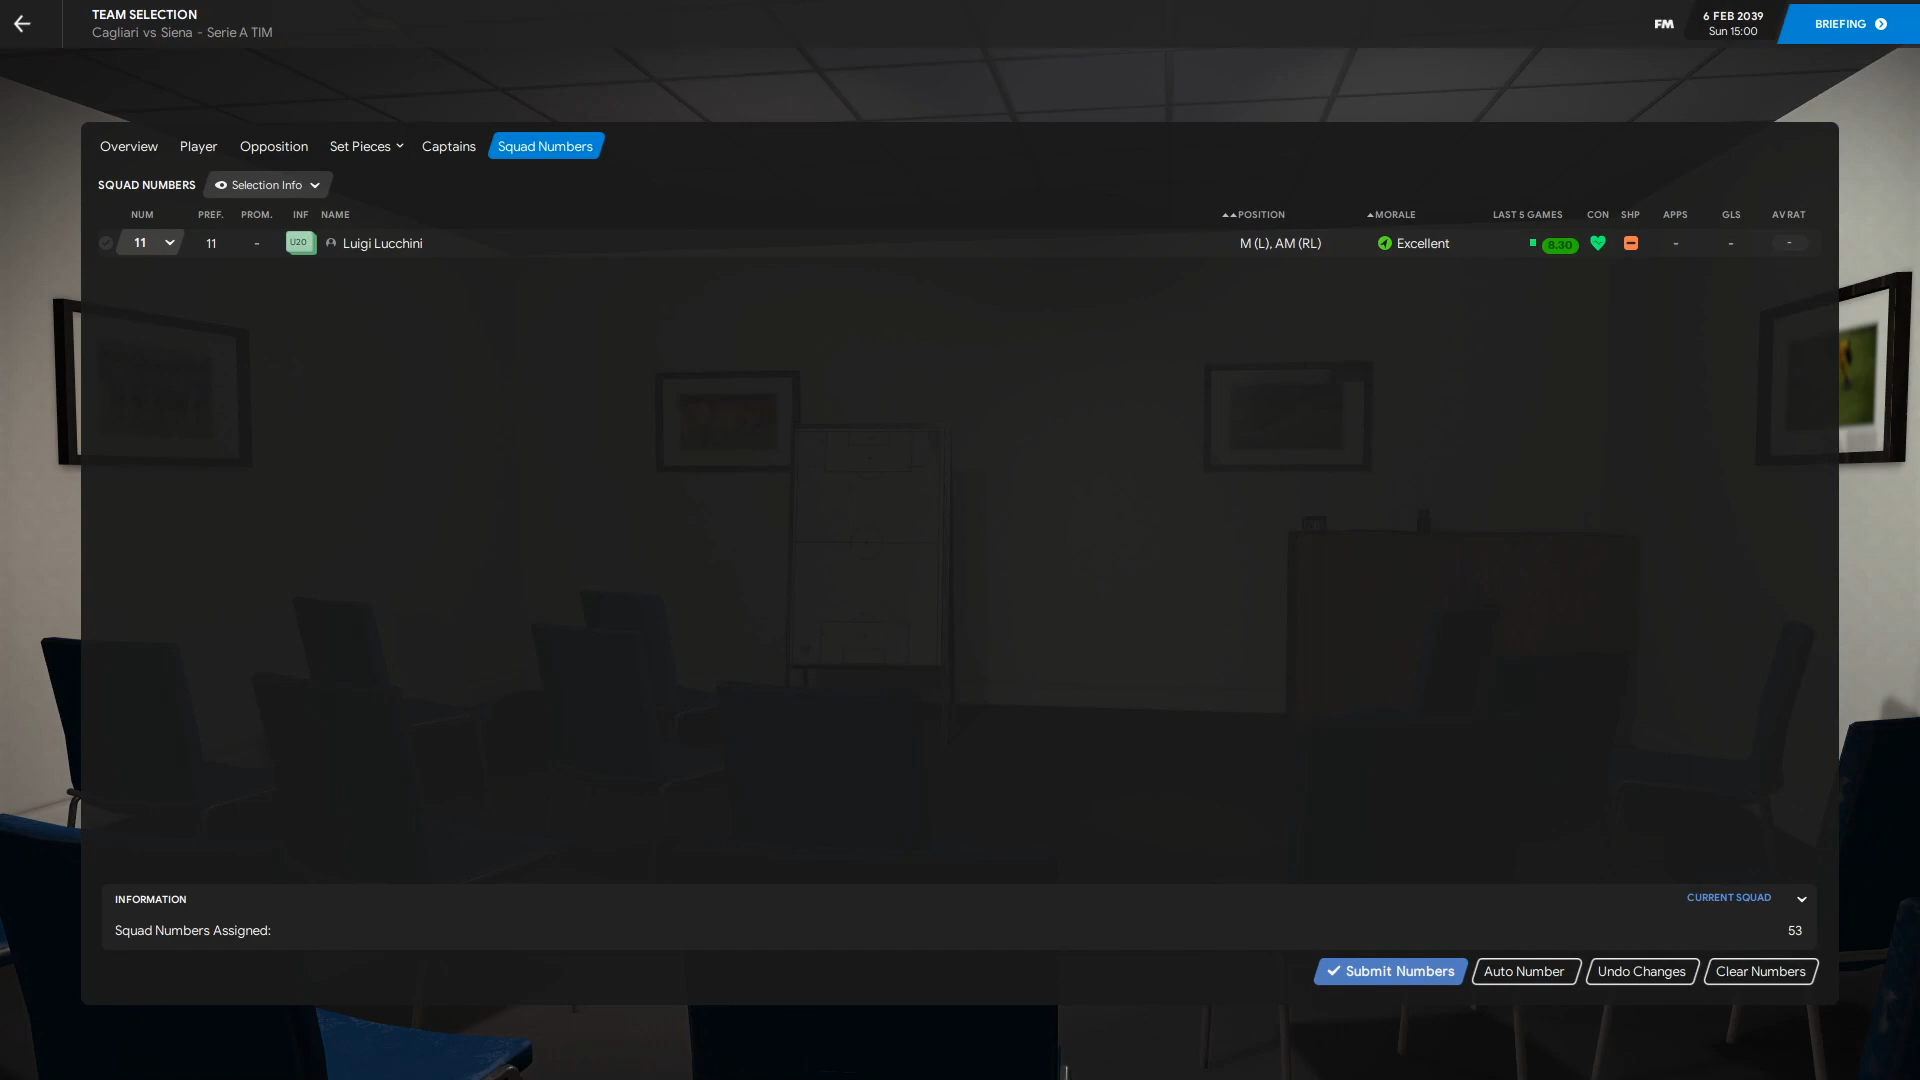 TEAM SELECTION
Cagliari vs Siena - Serie A TIM
FM
6 FEB 2039
Sun 15:00
BRIEFING
Overview Player Opposition Set Pieces Captains Squad Numbers
SQUAD NUMBERS Selection Info
NUM PREF. PROM. INF NAME POSITION MORALE LAST 5 GAMES CON SHP APPS GLS AV RAT
11 11 - U20 Luigi Lucchini M (L), AM (RL) Excellent 8.30 - - -
INFORMATION CURRENT SQUAD
Squad Numbers Assigned: 53
Submit Numbers Auto Number Undo Changes Clear Numbers